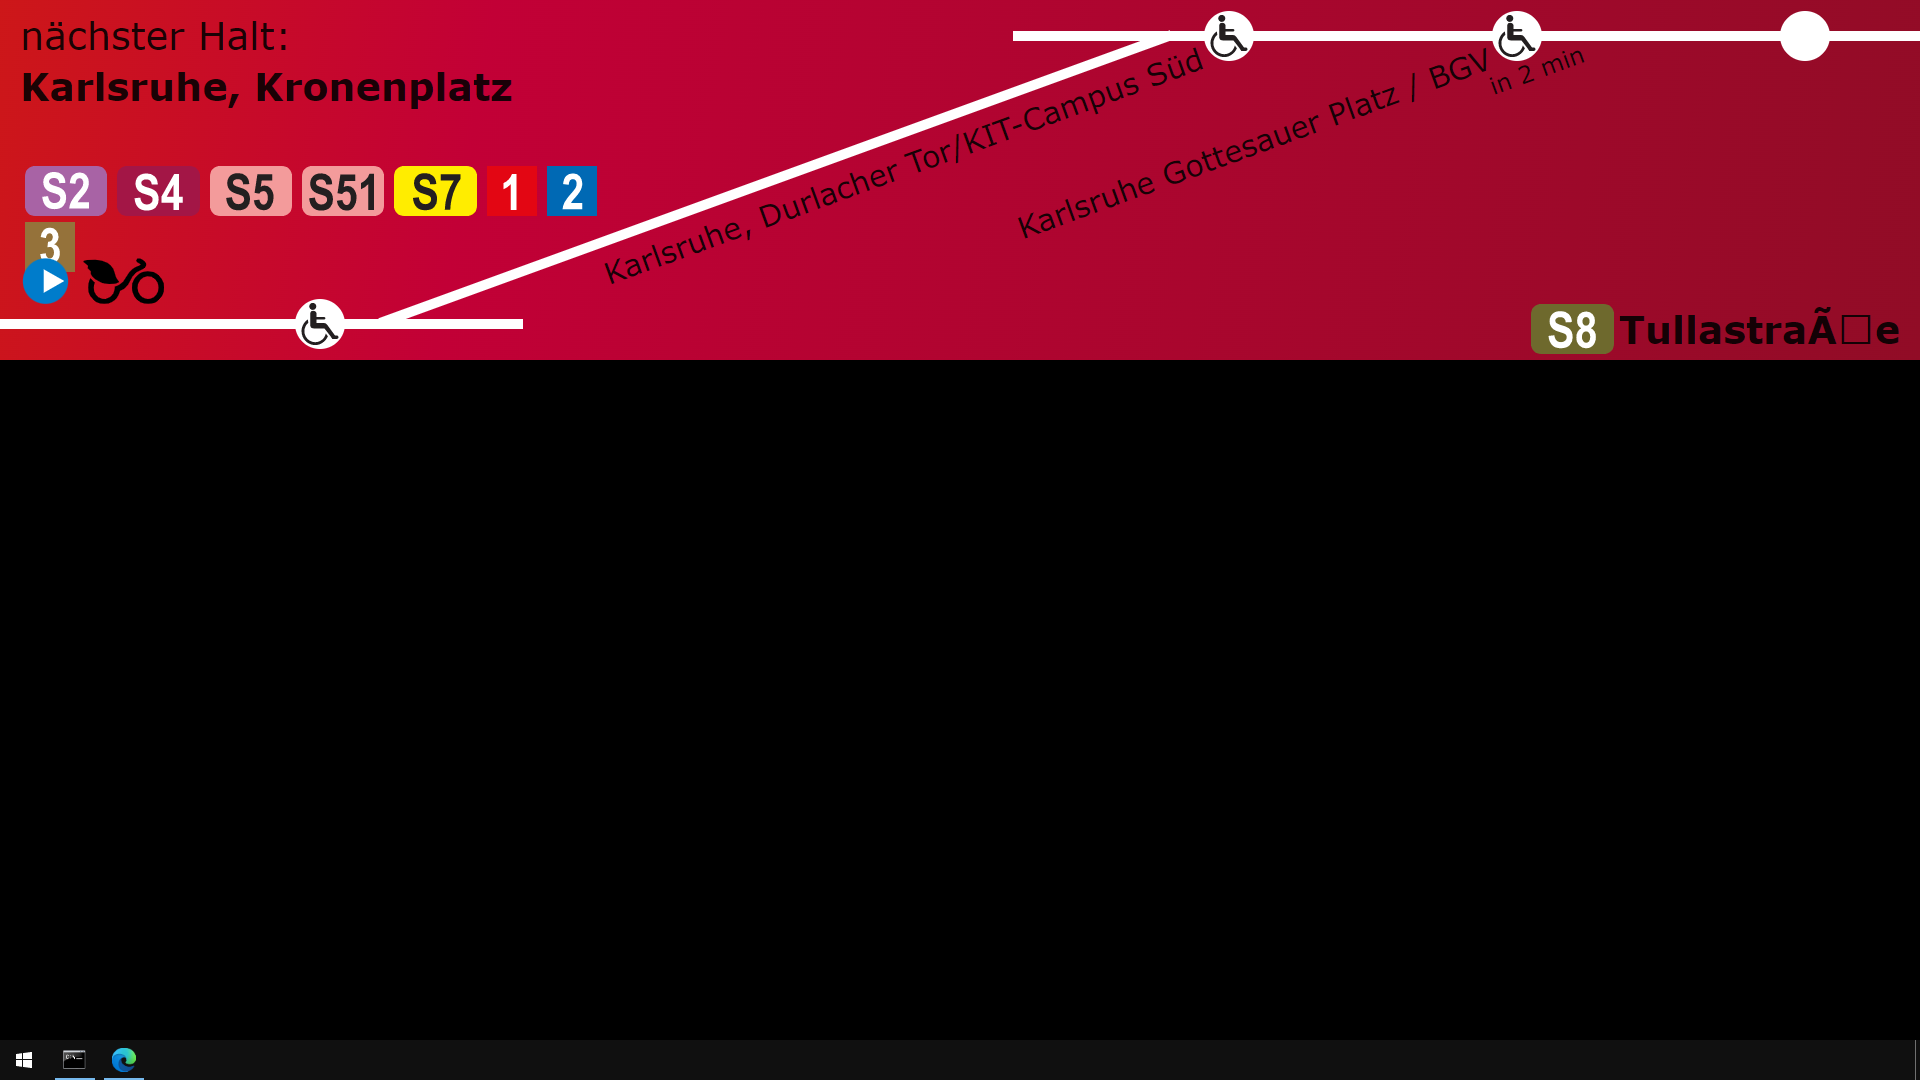 nächster Halt:
Karlsruhe, Kronenplatz
S2 S4 S5 S51 S7 1 2
3
Karlsruhe, Durlacher Tor/KIT-Campus Süd
Karlsruhe Gottesauer Platz / BGV
in 2 min
S8 TullastraÃ□e